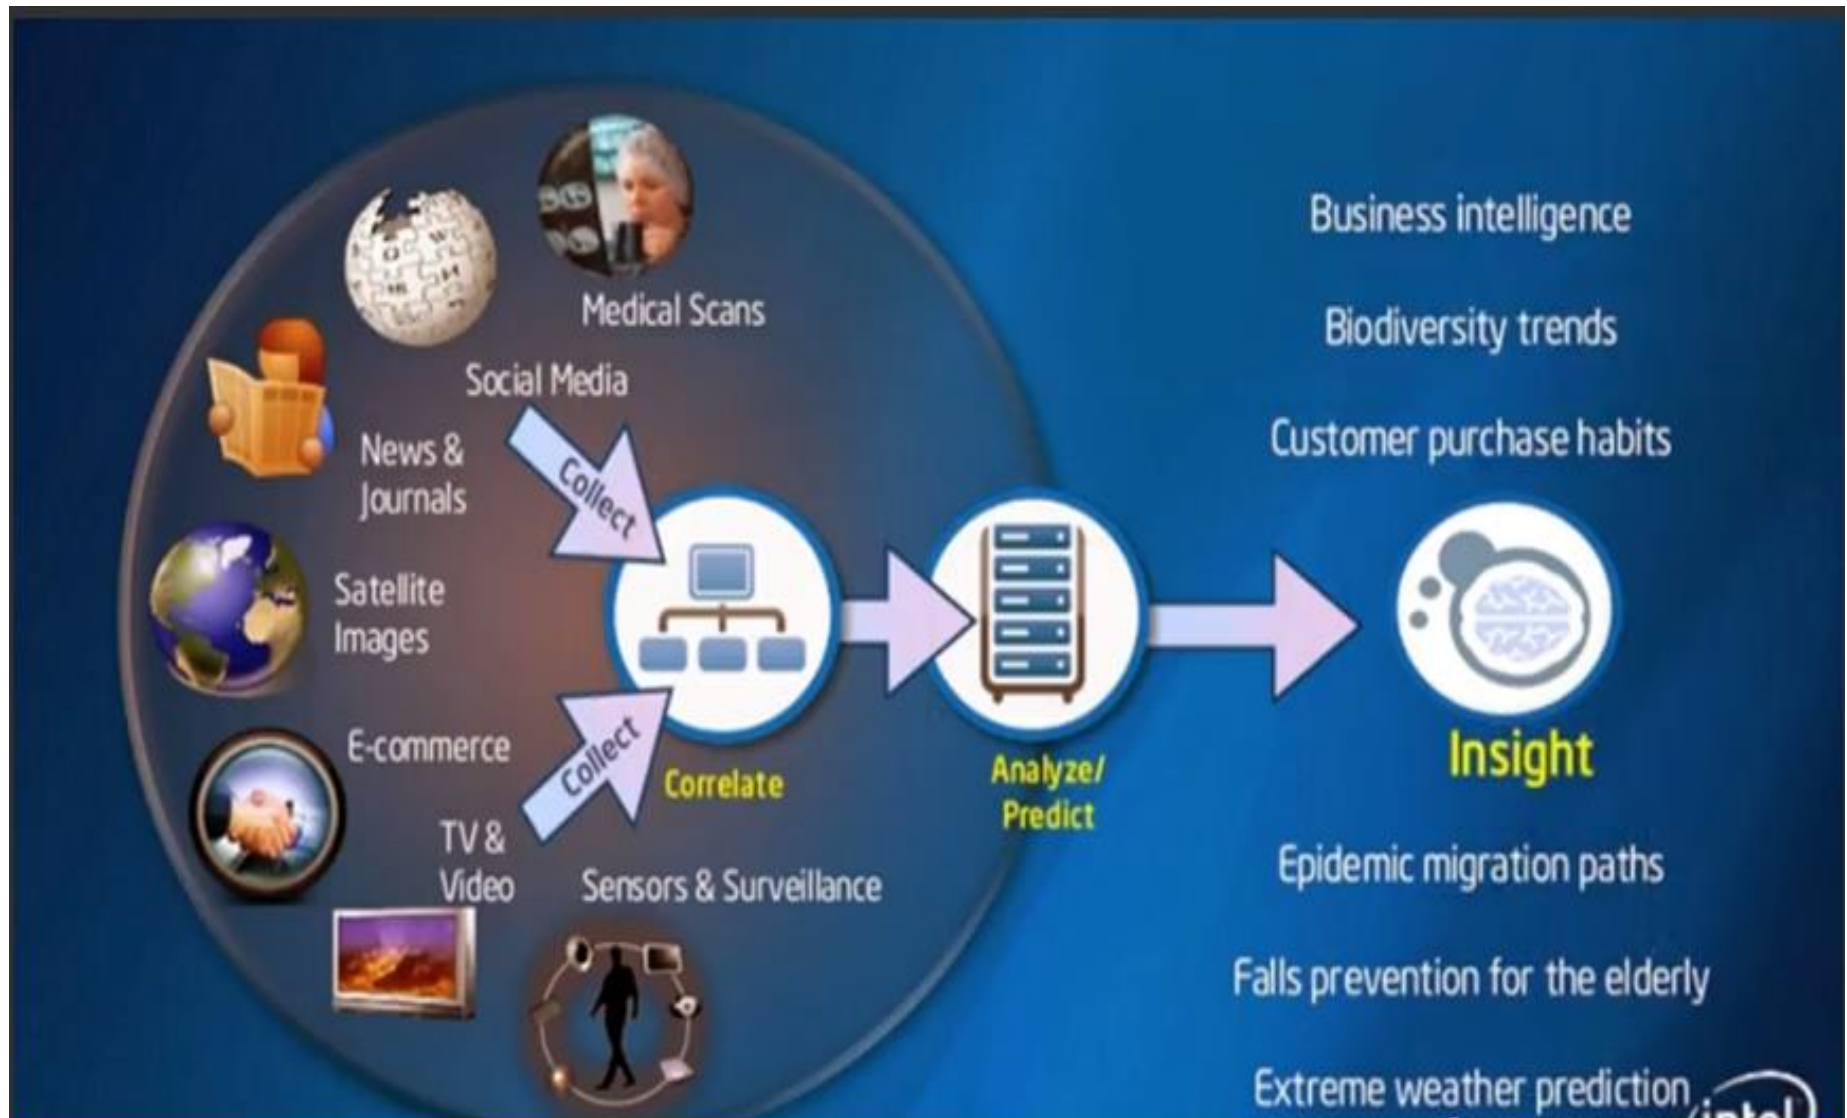 Medical Scans
Social Media
News &
Journals
Satellite
Images
E-commerce
TV &
Video
Sensors & Surveillance
Collect
Collect
Correlate
Analyze/
Predict
Business intelligence
Biodiversity trends
Customer purchase habits
Insight
Epidemic migration paths
Falls prevention for the elderly
Extreme weather prediction
intel